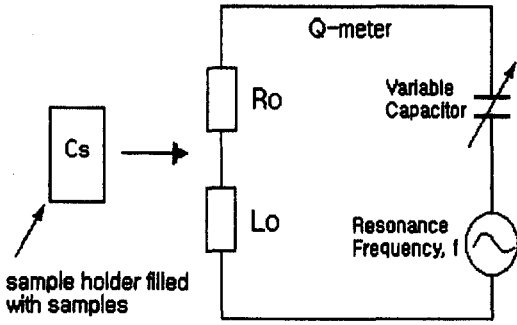 Q-meter
Ro
Variable
Capacitor
Cs
Lo
Resonance
Frequency, f
sample holder filled
with samples